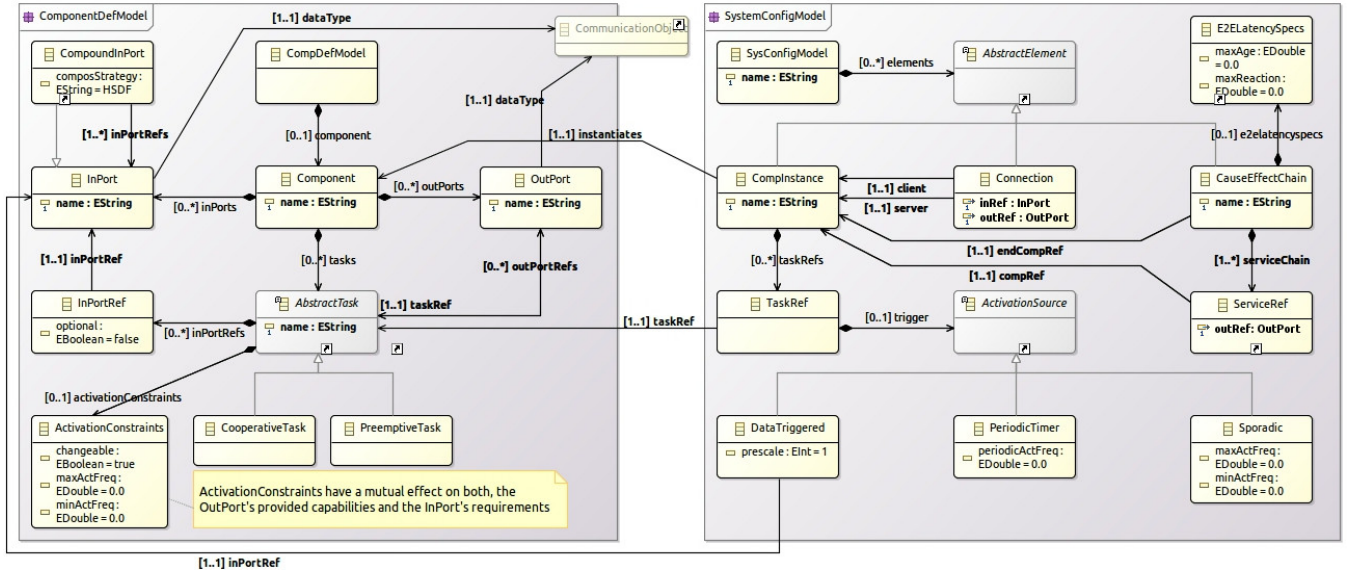 ComponentDefModel
[1..1] dataType
CommunicationObject
CompoundInPort
composStrategy :
EString = HSDF
CompDefModel
[1..1] dataType
[1..*] inPortRefs
[0..1] component
[1..1] instantiates
InPort
name : EString
Component
name : EString
OutPort
name : EString
[0..*] inPorts
[0..*] outPorts
[1..1] inPortRef
[0..*] tasks
[0..*] outPortRefs
InPortRef
optional :
EBoolean = false
[0..*] inPortRefs
AbstractTask
name : EString
[1..1] taskRef
[1..1] taskRef
[0..1] activationConstraints
ActivationConstraints
changeable :
EBoolean = true
maxActFreq :
EDouble = 0.0
minActFreq :
EDouble = 0.0
CooperativeTask
PreemptiveTask
ActivationConstraints have a mutual effect on both, the
OutPort's provided capabilities and the InPort's requirements
[1..1] inPortRef
SystemConfigModel
SysConfigModel
name : EString
[0..*] elements
AbstractElement
E2ELatencySpecs
maxAge : EDouble
= 0.0
maxReaction :
EDouble = 0.0
[0..1] e2elatencyspecs
CompInstance
name : EString
[1..1] client
[1..1] server
Connection
inRef : InPort
outRef : OutPort
CauseEffectChain
name : EString
[1..1] endCompRef
[0..*] taskRefs
[1..1] compRef
[1..*] serviceChain
TaskRef
[0..1] trigger
ActivationSource
ServiceRef
outRef: OutPort
DataTriggered
prescale : EInt = 1
PeriodicTimer
periodicActFreq :
EDouble = 0.0
Sporadic
maxActFreq :
EDouble = 0.0
minActFreq :
EDouble = 0.0